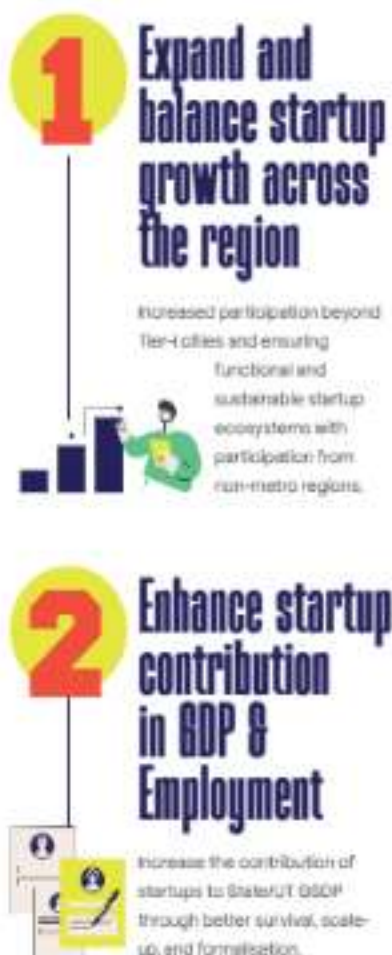 1
Expand and
balance startup
growth across
the region
Increased participation beyond
Tier-I cities and ensuring
functional and
sustainable startup
ecosystems with
participation from
non-metro regions.
2
Enhance startup
contribution
in GDP &
Employment
Increase the contribution of
startups to State/UT GSDP
through better survival, scale-
up, and formalisation.